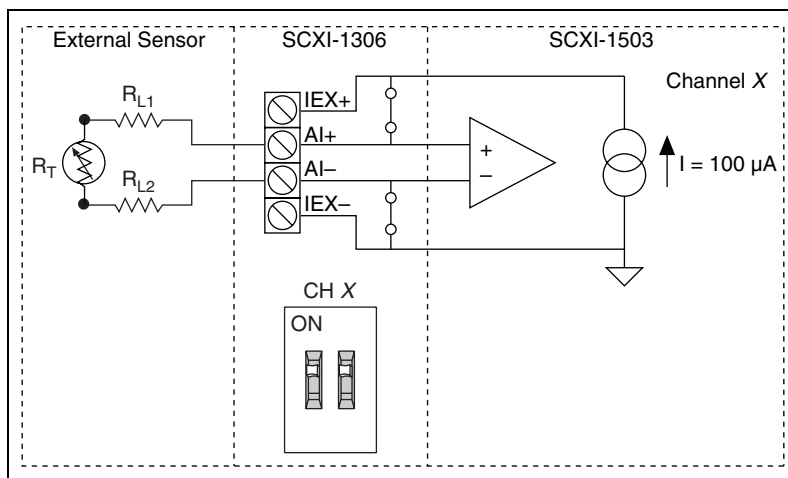 External Sensor
SCXI-1306
SCXI-1503
Channel X
IEX+
RL1
AI+
RT
AI–
RL2
IEX–
+
–
I = 100 µA
CH X
ON